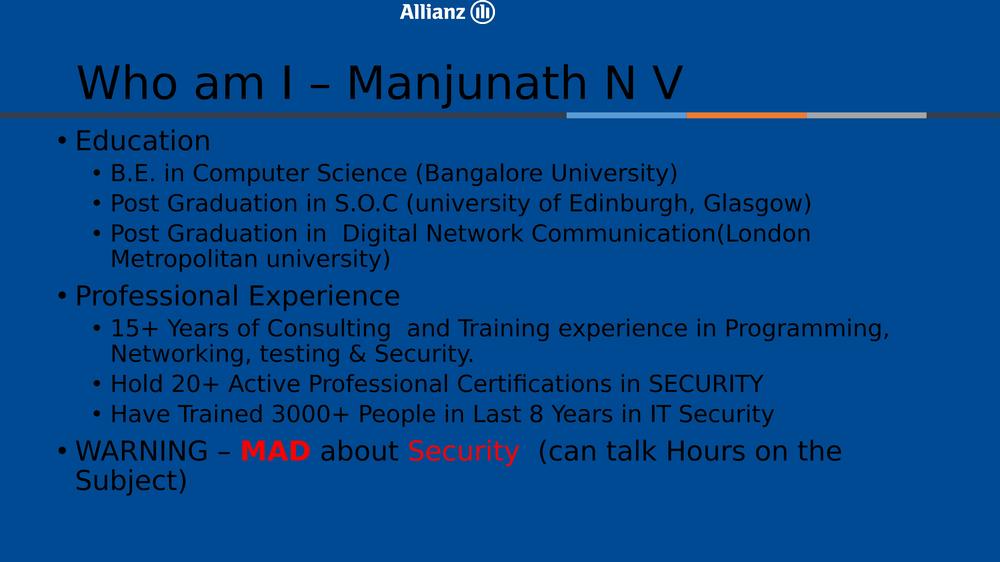 Allianz
Who am I – Manjunath N V
• Education
• B.E. in Computer Science (Bangalore University)
• Post Graduation in S.O.C (university of Edinburgh, Glasgow)
• Post Graduation in  Digital Network Communication(London
Metropolitan university)
• Professional Experience
• 15+ Years of Consulting  and Training experience in Programming,
Networking, testing & Security.
• Hold 20+ Active Professional Certifications in SECURITY
• Have Trained 3000+ People in Last 8 Years in IT Security
• WARNING – MAD about Security  (can talk Hours on the
Subject)